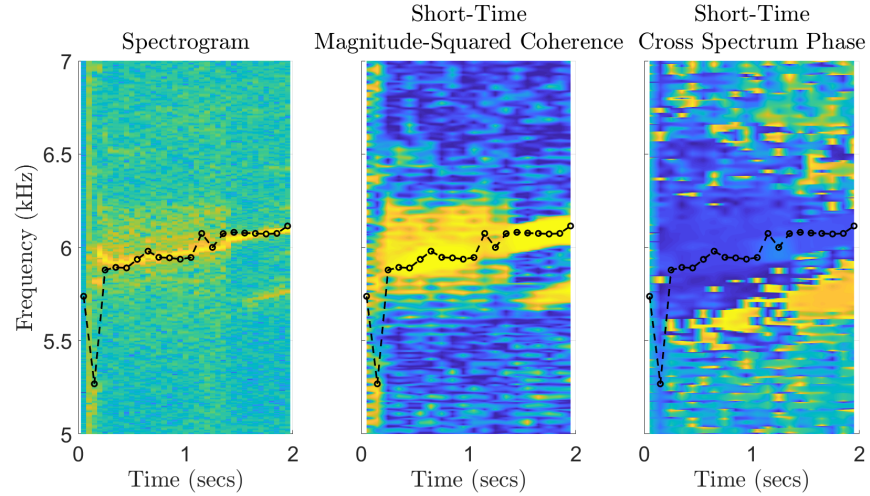 Spectrogram
Short-Time
Magnitude-Squared Coherence
Short-Time
Cross Spectrum Phase
Frequency (kHz)
7
6.5
6
5.5
5
0
1
2
0
1
2
0
1
2
Time (secs)
Time (secs)
Time (secs)